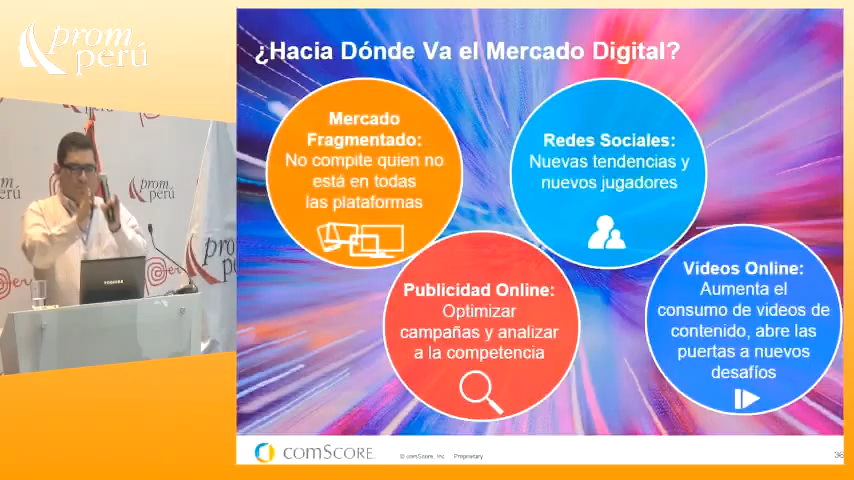 prom
perú
¿Hacia Dónde Va el Mercado Digital?
Mercado
Fragmentado:
No compite quien no
está en todas
las plataformas
Redes Sociales:
Nuevas tendencias y
nuevos jugadores
Publicidad Online:
Optimizar
campañas y analizar
a la competencia
Videos Online:
Aumenta el
consumo de videos de
contenido, abre las
puertas a nuevos
desafíos
comSCORE
© comScore, Inc. Proprietary
36
prom
perú
prom
TOSHIBA